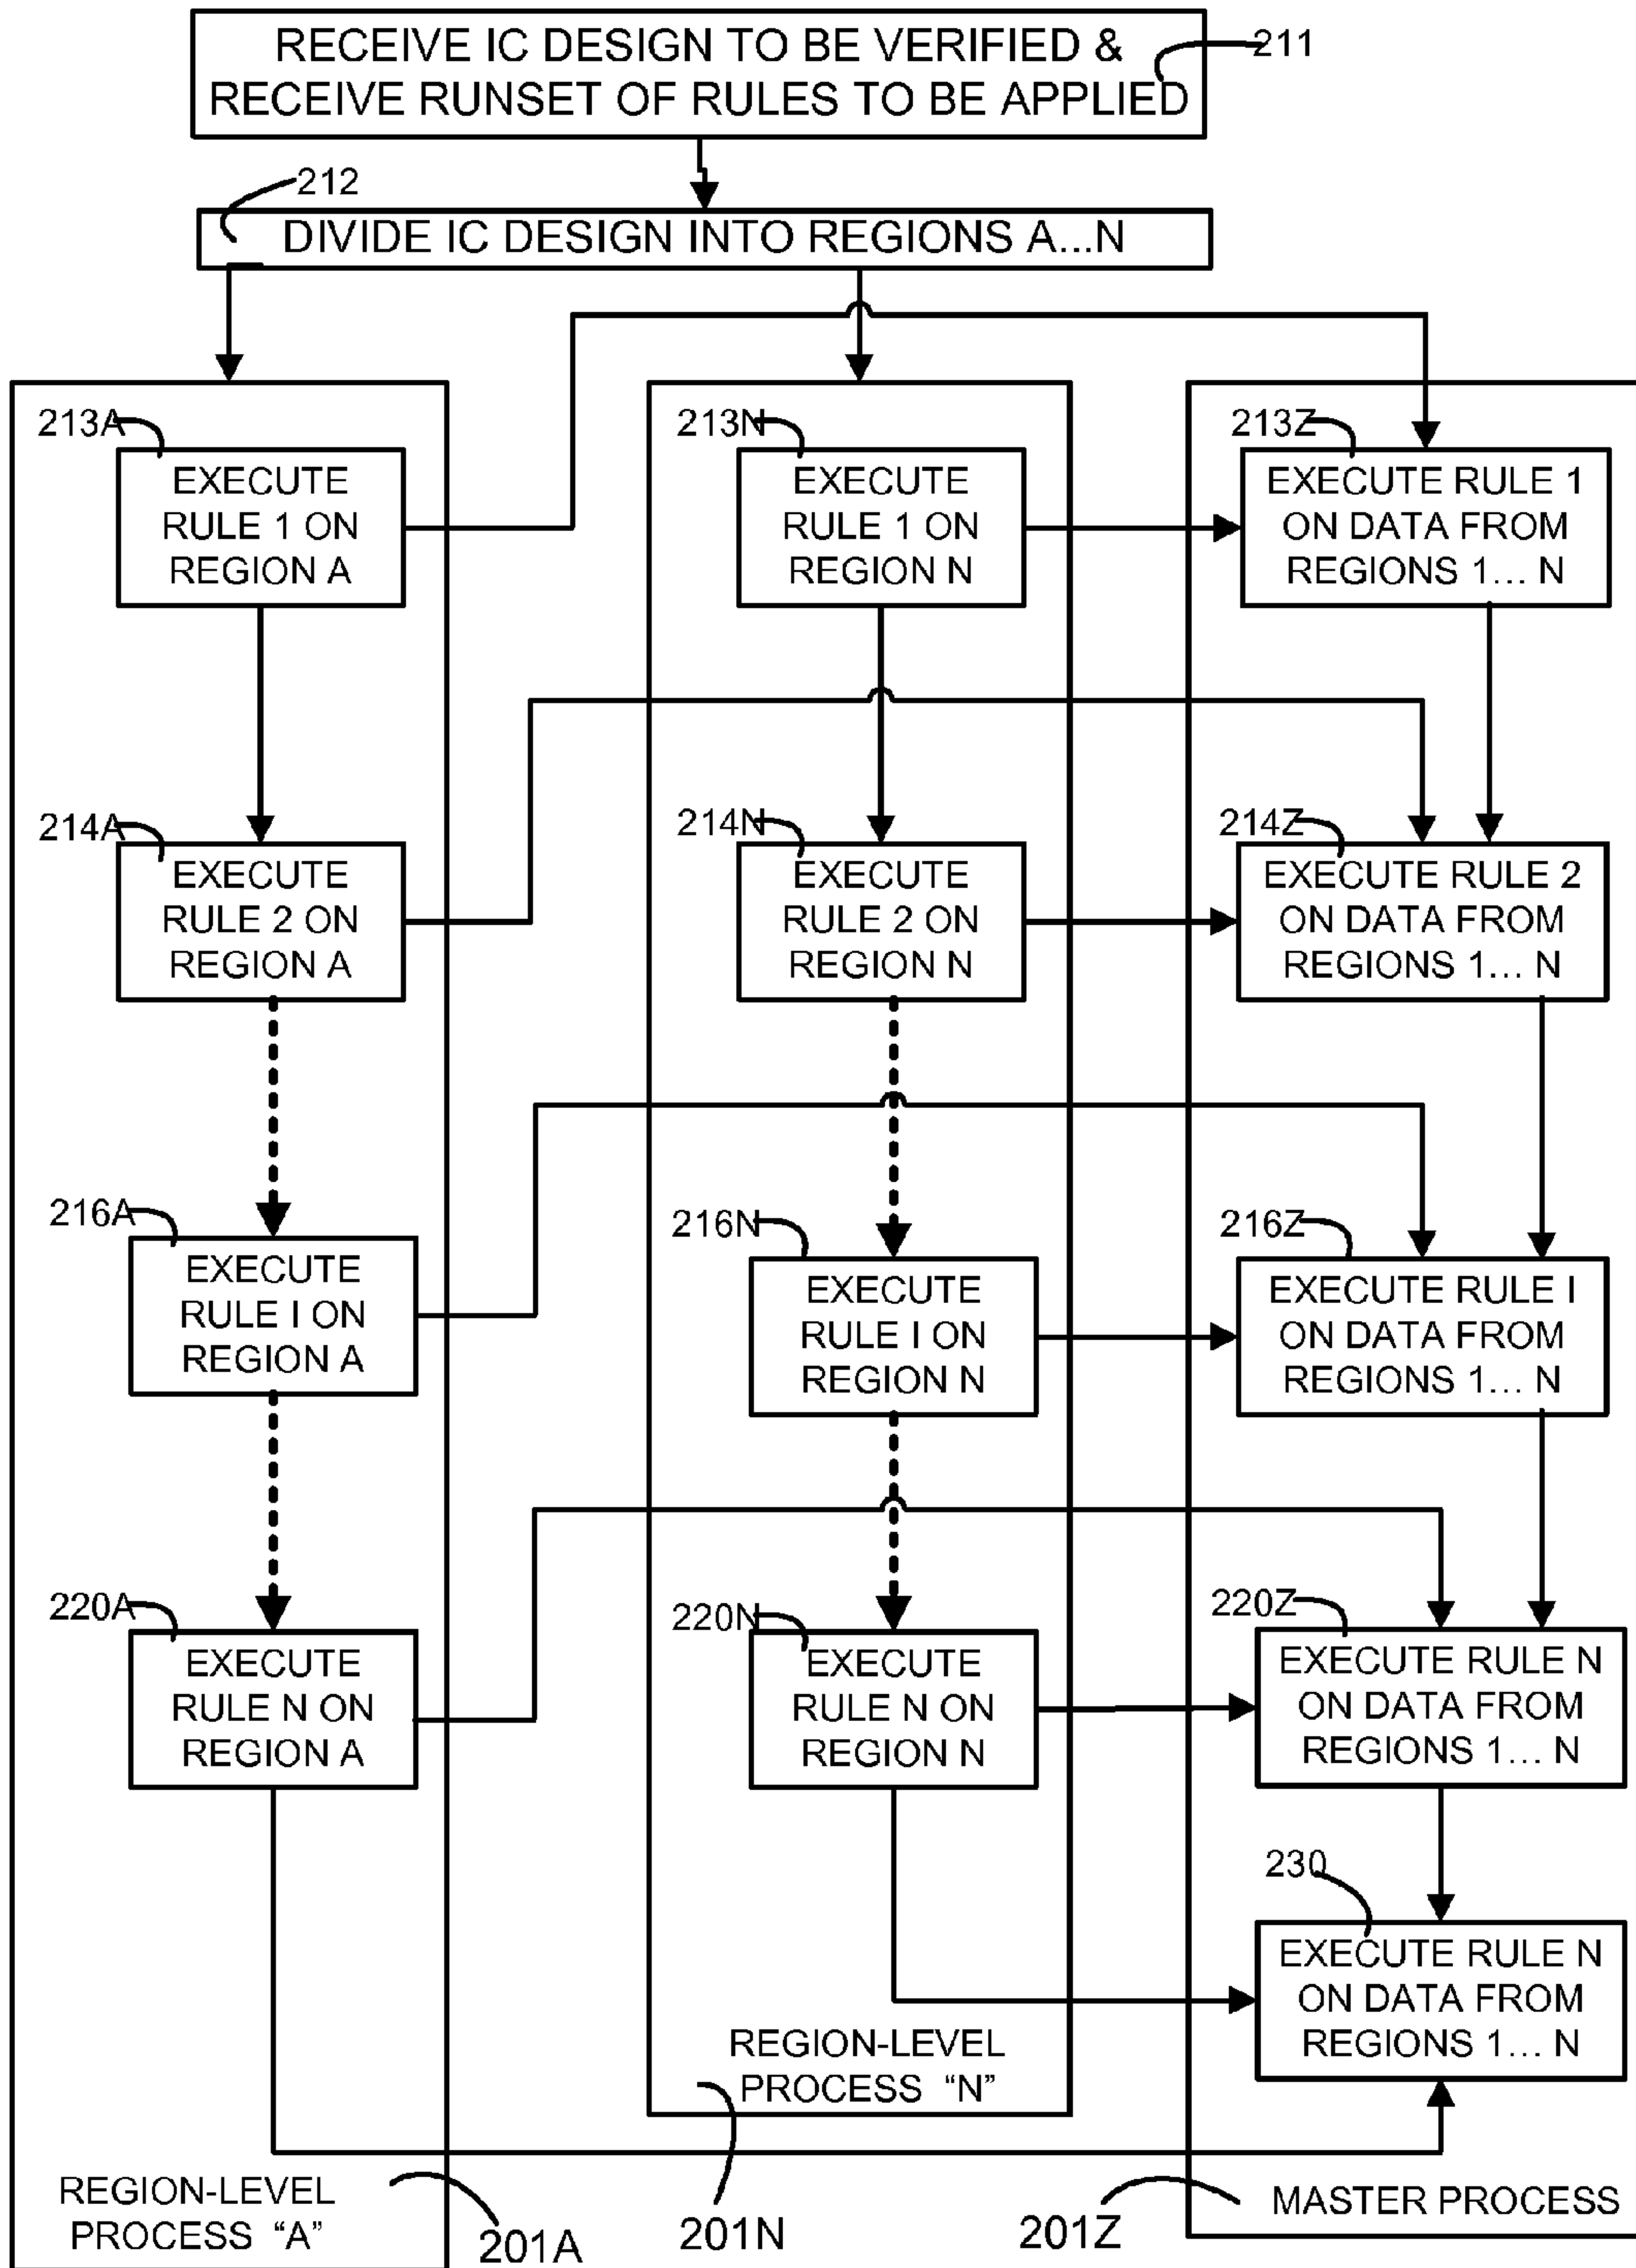 RECEIVE IC DESIGN TO BE VERIFIED &
RECEIVE RUNSET OF RULES TO BE APPLIED
211
212
DIVIDE IC DESIGN INTO REGIONS A...N
213A
EXECUTE
RULE 1 ON
REGION A
213N
EXECUTE
RULE 1 ON
REGION N
213Z
EXECUTE RULE 1
ON DATA FROM
REGIONS 1... N
214A
EXECUTE
RULE 2 ON
REGION A
214N
EXECUTE
RULE 2 ON
REGION N
214Z
EXECUTE RULE 2
ON DATA FROM
REGIONS 1... N
216A
EXECUTE
RULE I ON
REGION A
216N
EXECUTE
RULE I ON
REGION N
216Z
EXECUTE RULE I
ON DATA FROM
REGIONS 1... N
220A
EXECUTE
RULE N ON
REGION A
220N
EXECUTE
RULE N ON
REGION N
220Z
EXECUTE RULE N
ON DATA FROM
REGIONS 1... N
230
EXECUTE RULE N
ON DATA FROM
REGIONS 1... N
REGION-LEVEL
PROCESS "N"
REGION-LEVEL
PROCESS "A"
201A
201N
201Z
MASTER PROCESS